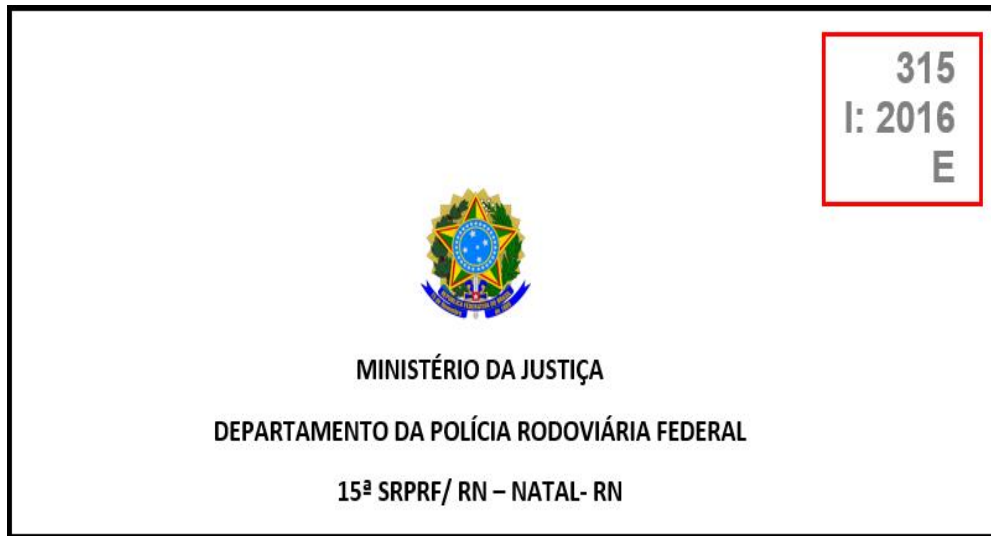 315
I: 2016
E
MINISTÉRIO DA JUSTIÇA
DEPARTAMENTO DA POLÍCIA RODOVIÁRIA FEDERAL
15ª SRPRF/ RN – NATAL- RN